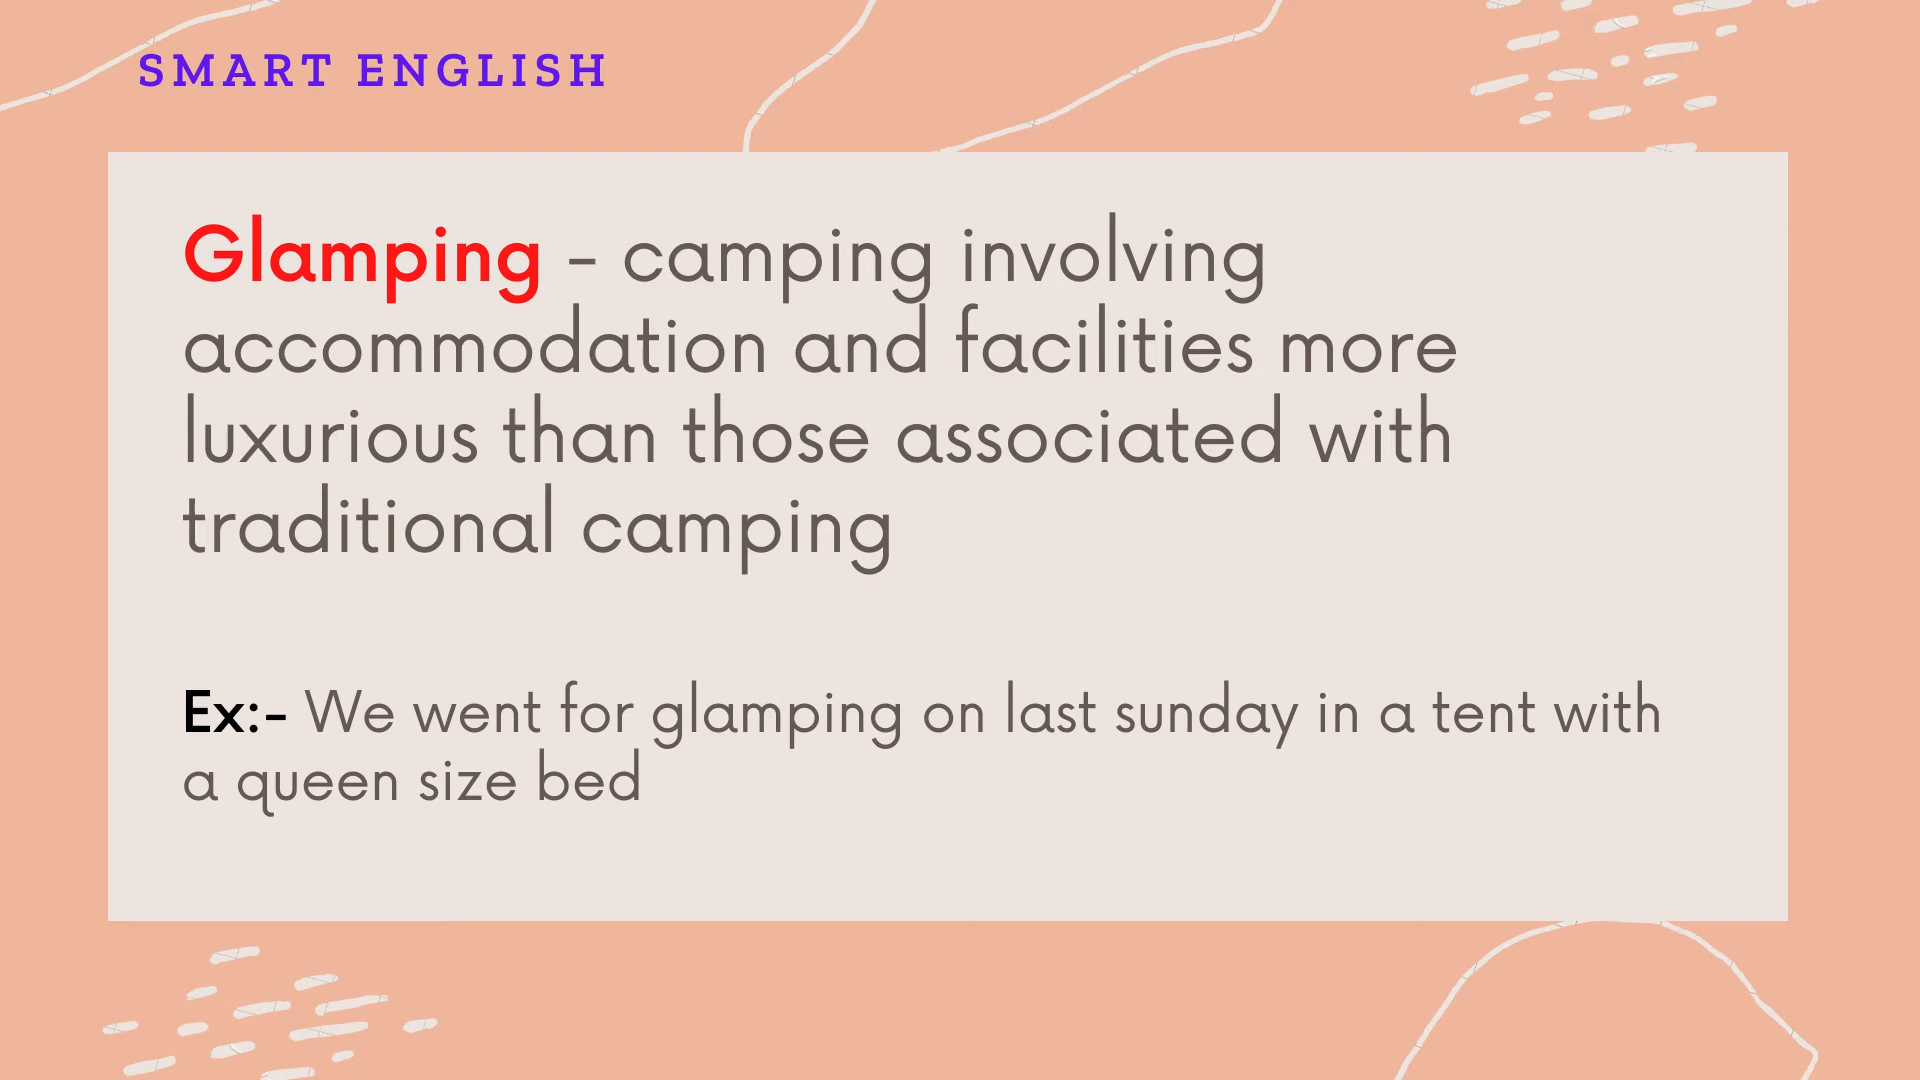 SMART ENGLISH
Glamping - camping involving
accommodation and facilities more
luxurious than those associated with
traditional camping
Ex:- We went for glamping on last sunday in a tent with
a queen size bed